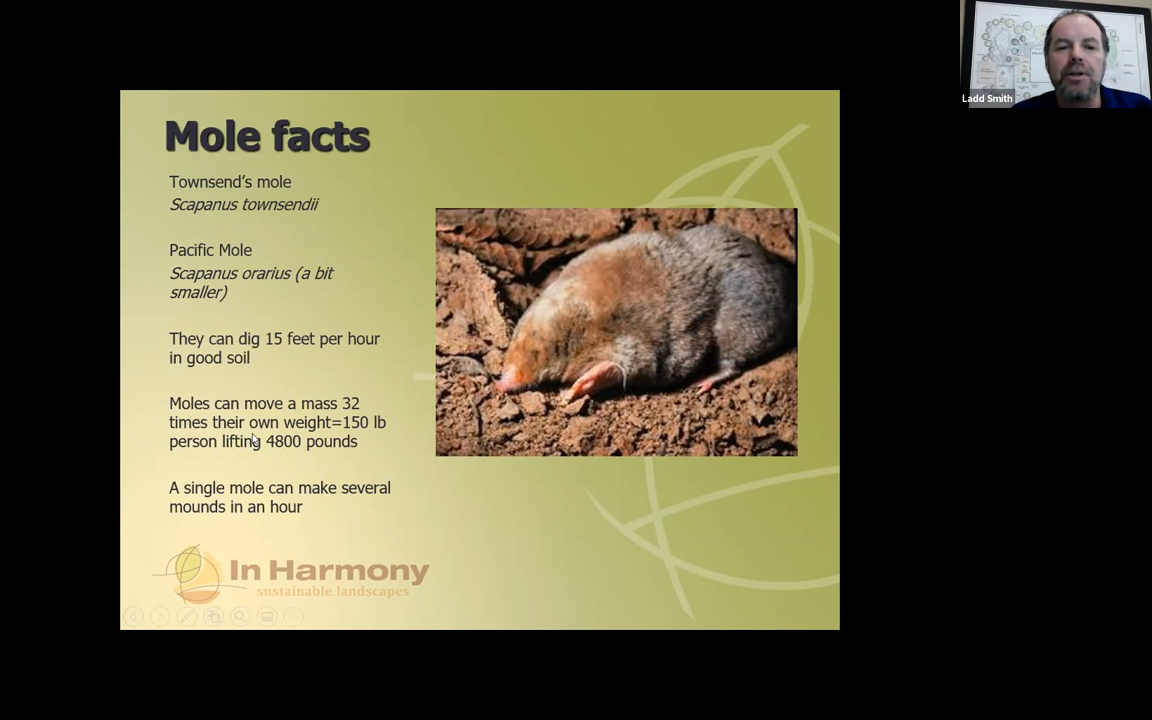 Mole facts
Townsend’s mole
Scapanus townsendii
Pacific Mole
Scapanus orarius (a bit
smaller)
They can dig 15 feet per hour
in good soil
Moles can move a mass 32
times their own weight=150 lb
person lifting 4800 pounds
A single mole can make several
mounds in an hour
In Harmony
sustainable landscapes
Ladd Smith